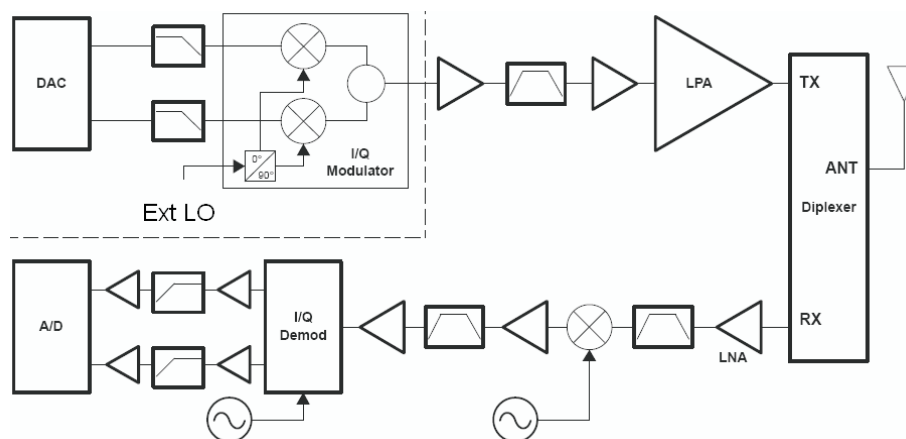 DAC
0°
90°
I/Q
Modulator
Ext LO
LPA
TX
ANT
Diplexer
RX
A/D
I/Q
Demod
LNA